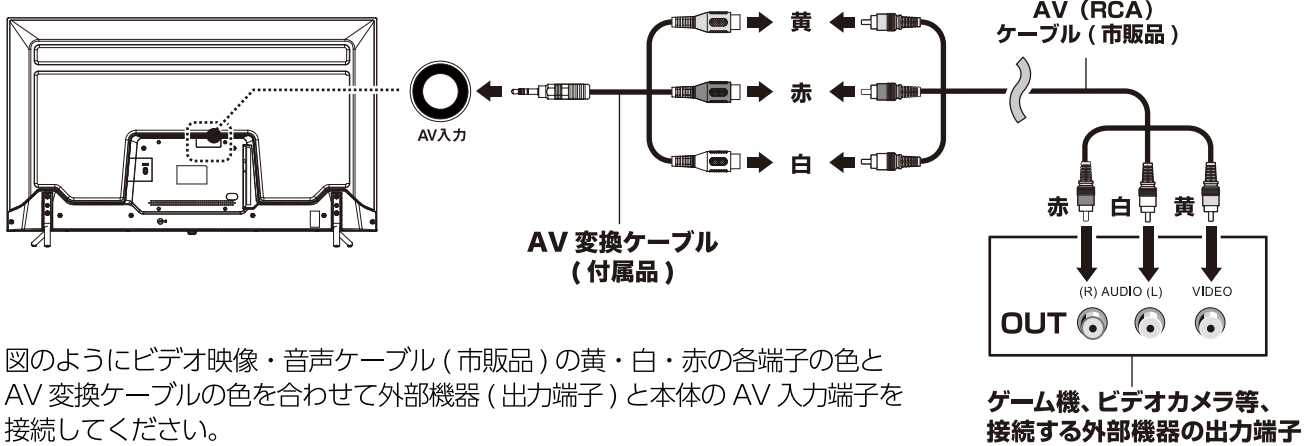 AV（RCA）
ケーブル ( 市販品 )
黄
赤
白
AV入力
AV 変換ケーブル
( 付属品 )
赤 白 黄
(R) AUDIO (L) VIDEO
OUT
ゲーム機、ビデオカメラ等、
接続する外部機器の出力端子
図のようにビデオ映像・音声ケーブル ( 市販品 ) の黄・白・赤の各端子の色と
AV 変換ケーブルの色を合わせて外部機器 ( 出力端子 ) と本体の AV 入力端子を
接続してください。